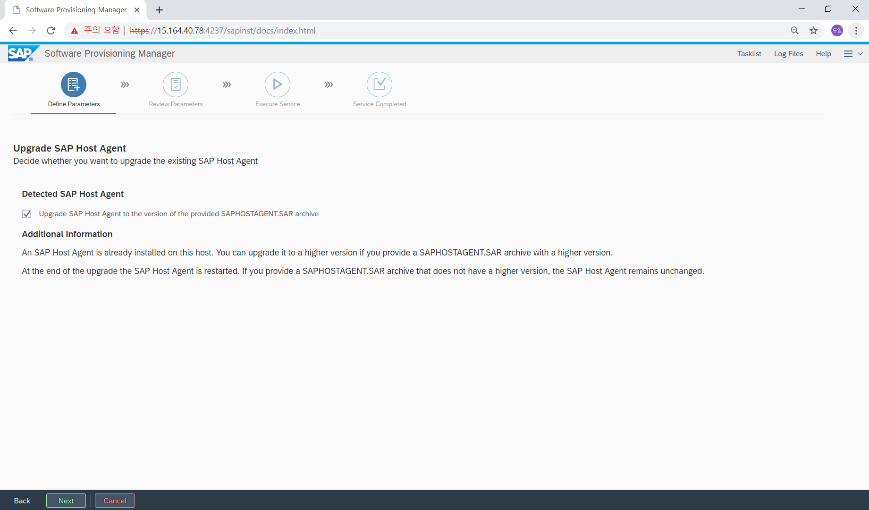 Software Provisioning Manager
주의 요함 | https://15.164.40.78:4237/sapinst/docs/index.html
SAP Software Provisioning Manager Tasklist Log Files Help
Define Parameters Review Parameters Execute Service Service Completed
Upgrade SAP Host Agent
Decide whether you want to upgrade the existing SAP Host Agent
Detected SAP Host Agent
Upgrade SAP Host Agent to the version of the provided SAPHOSTAGENT.SAR archive
Additional Information
An SAP Host Agent is already installed on this host. You can upgrade it to a higher version if you provide a SAPHOSTAGENT.SAR archive with a higher version.
At the end of the upgrade the SAP Host Agent is restarted. If you provide a SAPHOSTAGENT.SAR archive that does not have a higher version, the SAP Host Agent remains unchanged.
Back Next Cancel